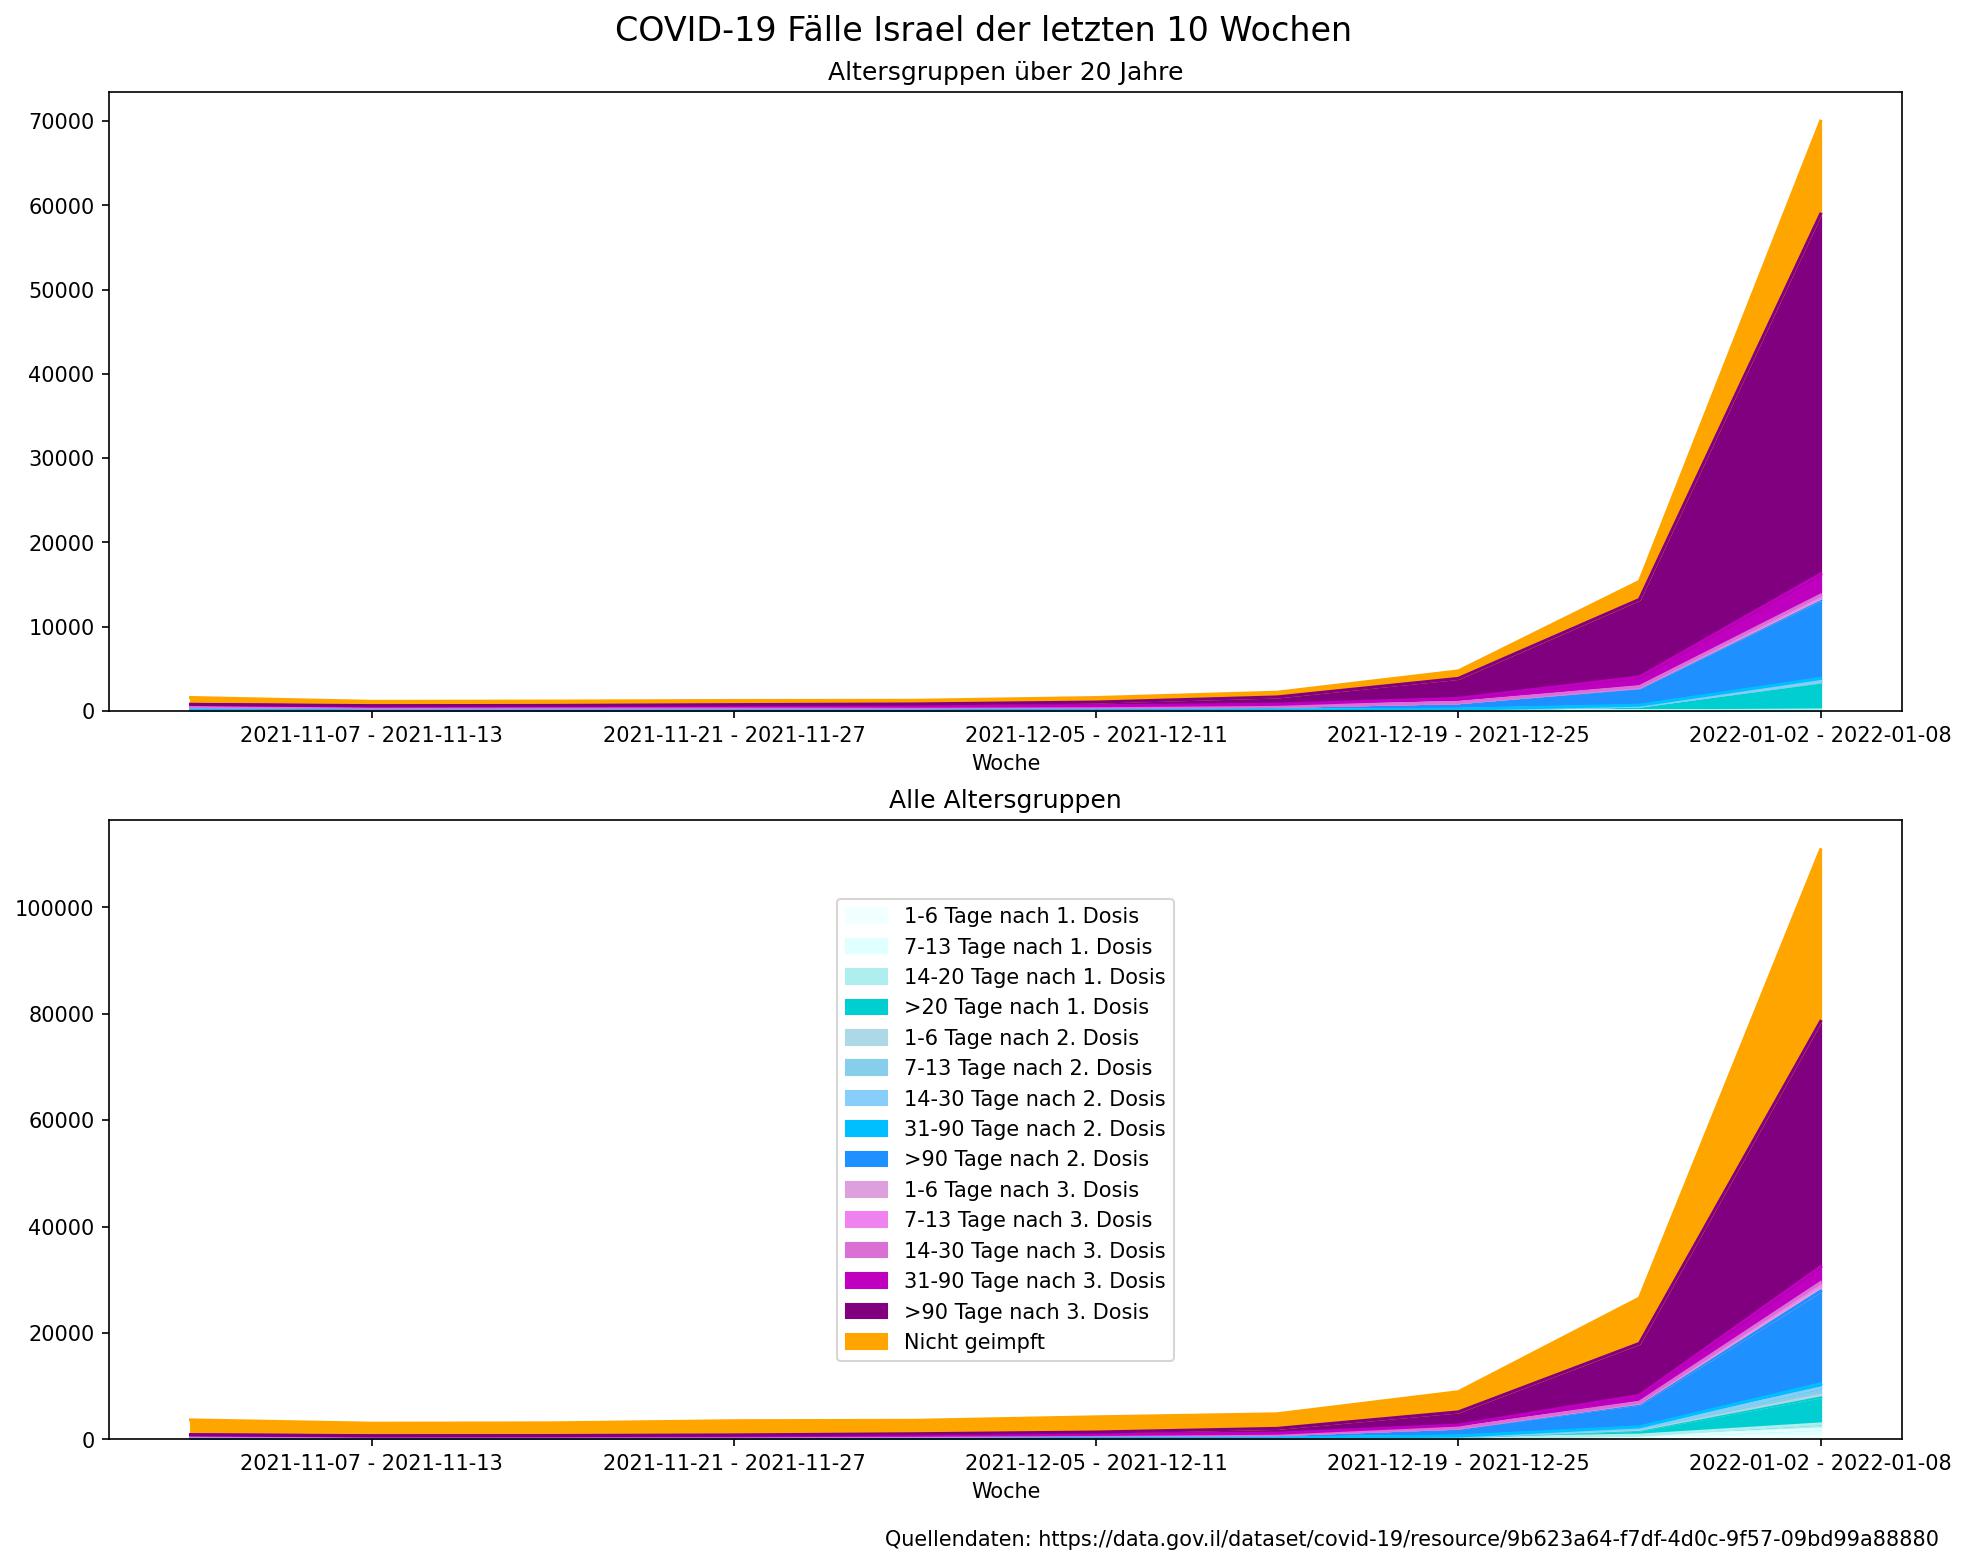 COVID-19 Fälle Israel der letzten 10 Wochen
Altersgruppen über 20 Jahre
70000
60000
50000
40000
30000
20000
10000
0
2021-11-07 - 2021-11-13
2021-11-21 - 2021-11-27
2021-12-05 - 2021-12-11
2021-12-19 - 2021-12-25
2022-01-02 - 2022-01-08
Woche
Alle Altersgruppen
100000
80000
60000
40000
20000
0
1-6 Tage nach 1. Dosis
7-13 Tage nach 1. Dosis
14-20 Tage nach 1. Dosis
>20 Tage nach 1. Dosis
1-6 Tage nach 2. Dosis
7-13 Tage nach 2. Dosis
14-30 Tage nach 2. Dosis
31-90 Tage nach 2. Dosis
>90 Tage nach 2. Dosis
1-6 Tage nach 3. Dosis
7-13 Tage nach 3. Dosis
14-30 Tage nach 3. Dosis
31-90 Tage nach 3. Dosis
>90 Tage nach 3. Dosis
Nicht geimpft
2021-11-07 - 2021-11-13
2021-11-21 - 2021-11-27
2021-12-05 - 2021-12-11
2021-12-19 - 2021-12-25
2022-01-02 - 2022-01-08
Woche
Quellendaten: https://data.gov.il/dataset/covid-19/resource/9b623a64-f7df-4d0c-9f57-09bd99a88880